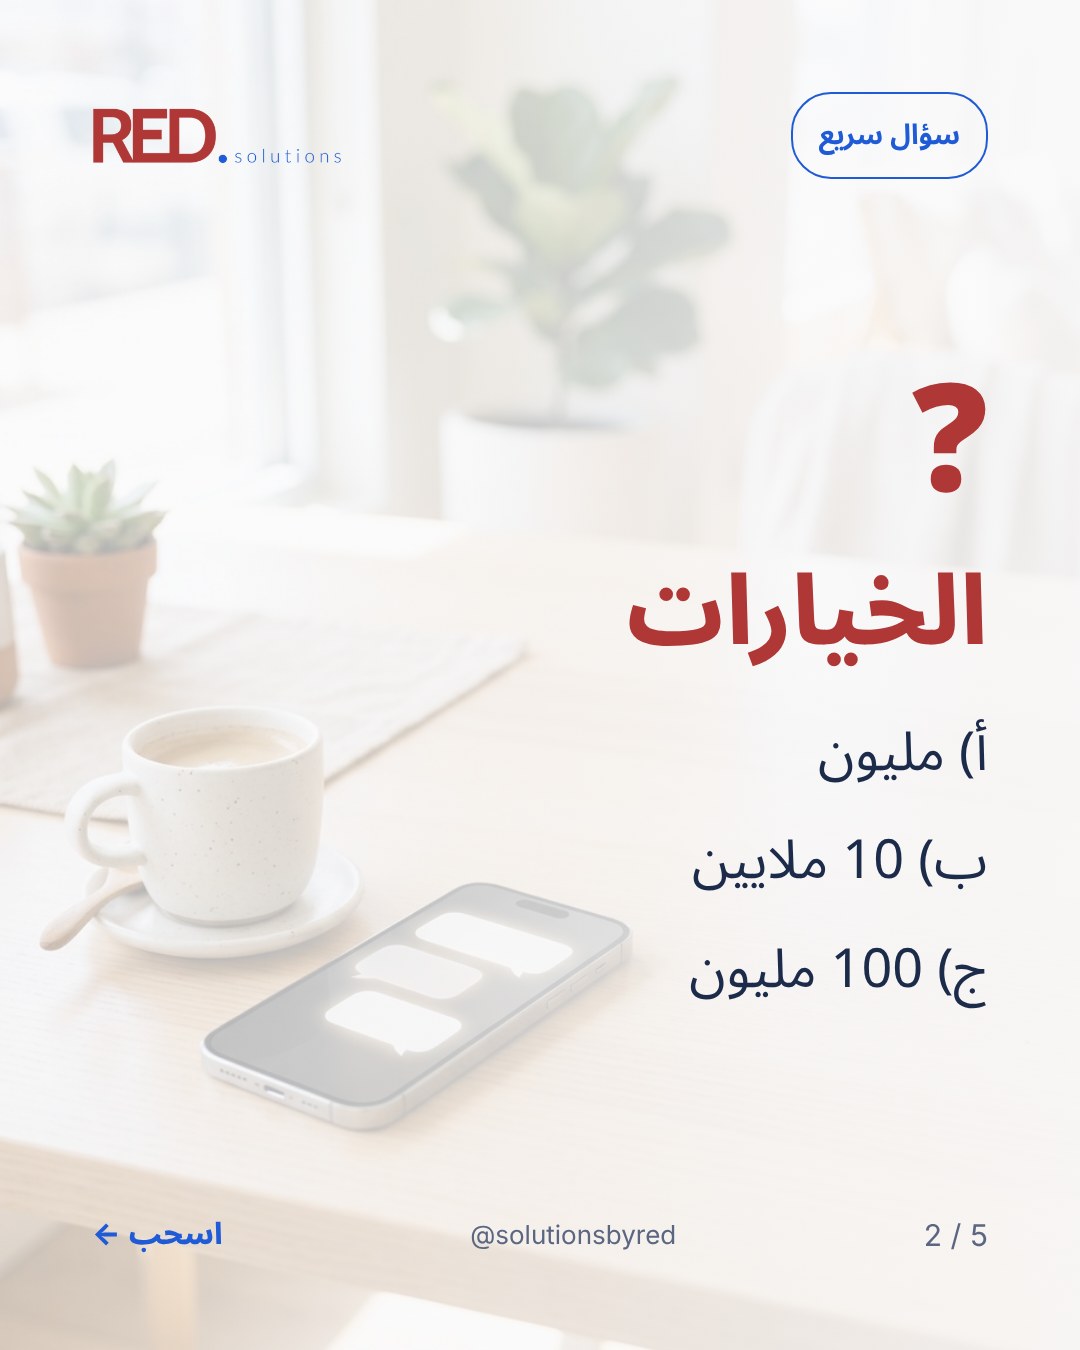 RED.solutions
سؤال سريع
?
الخيارات
أ) مليون
ب) 10 ملايين
ج) 100 مليون
2 / 5
@solutionsbyred
اسحب ←